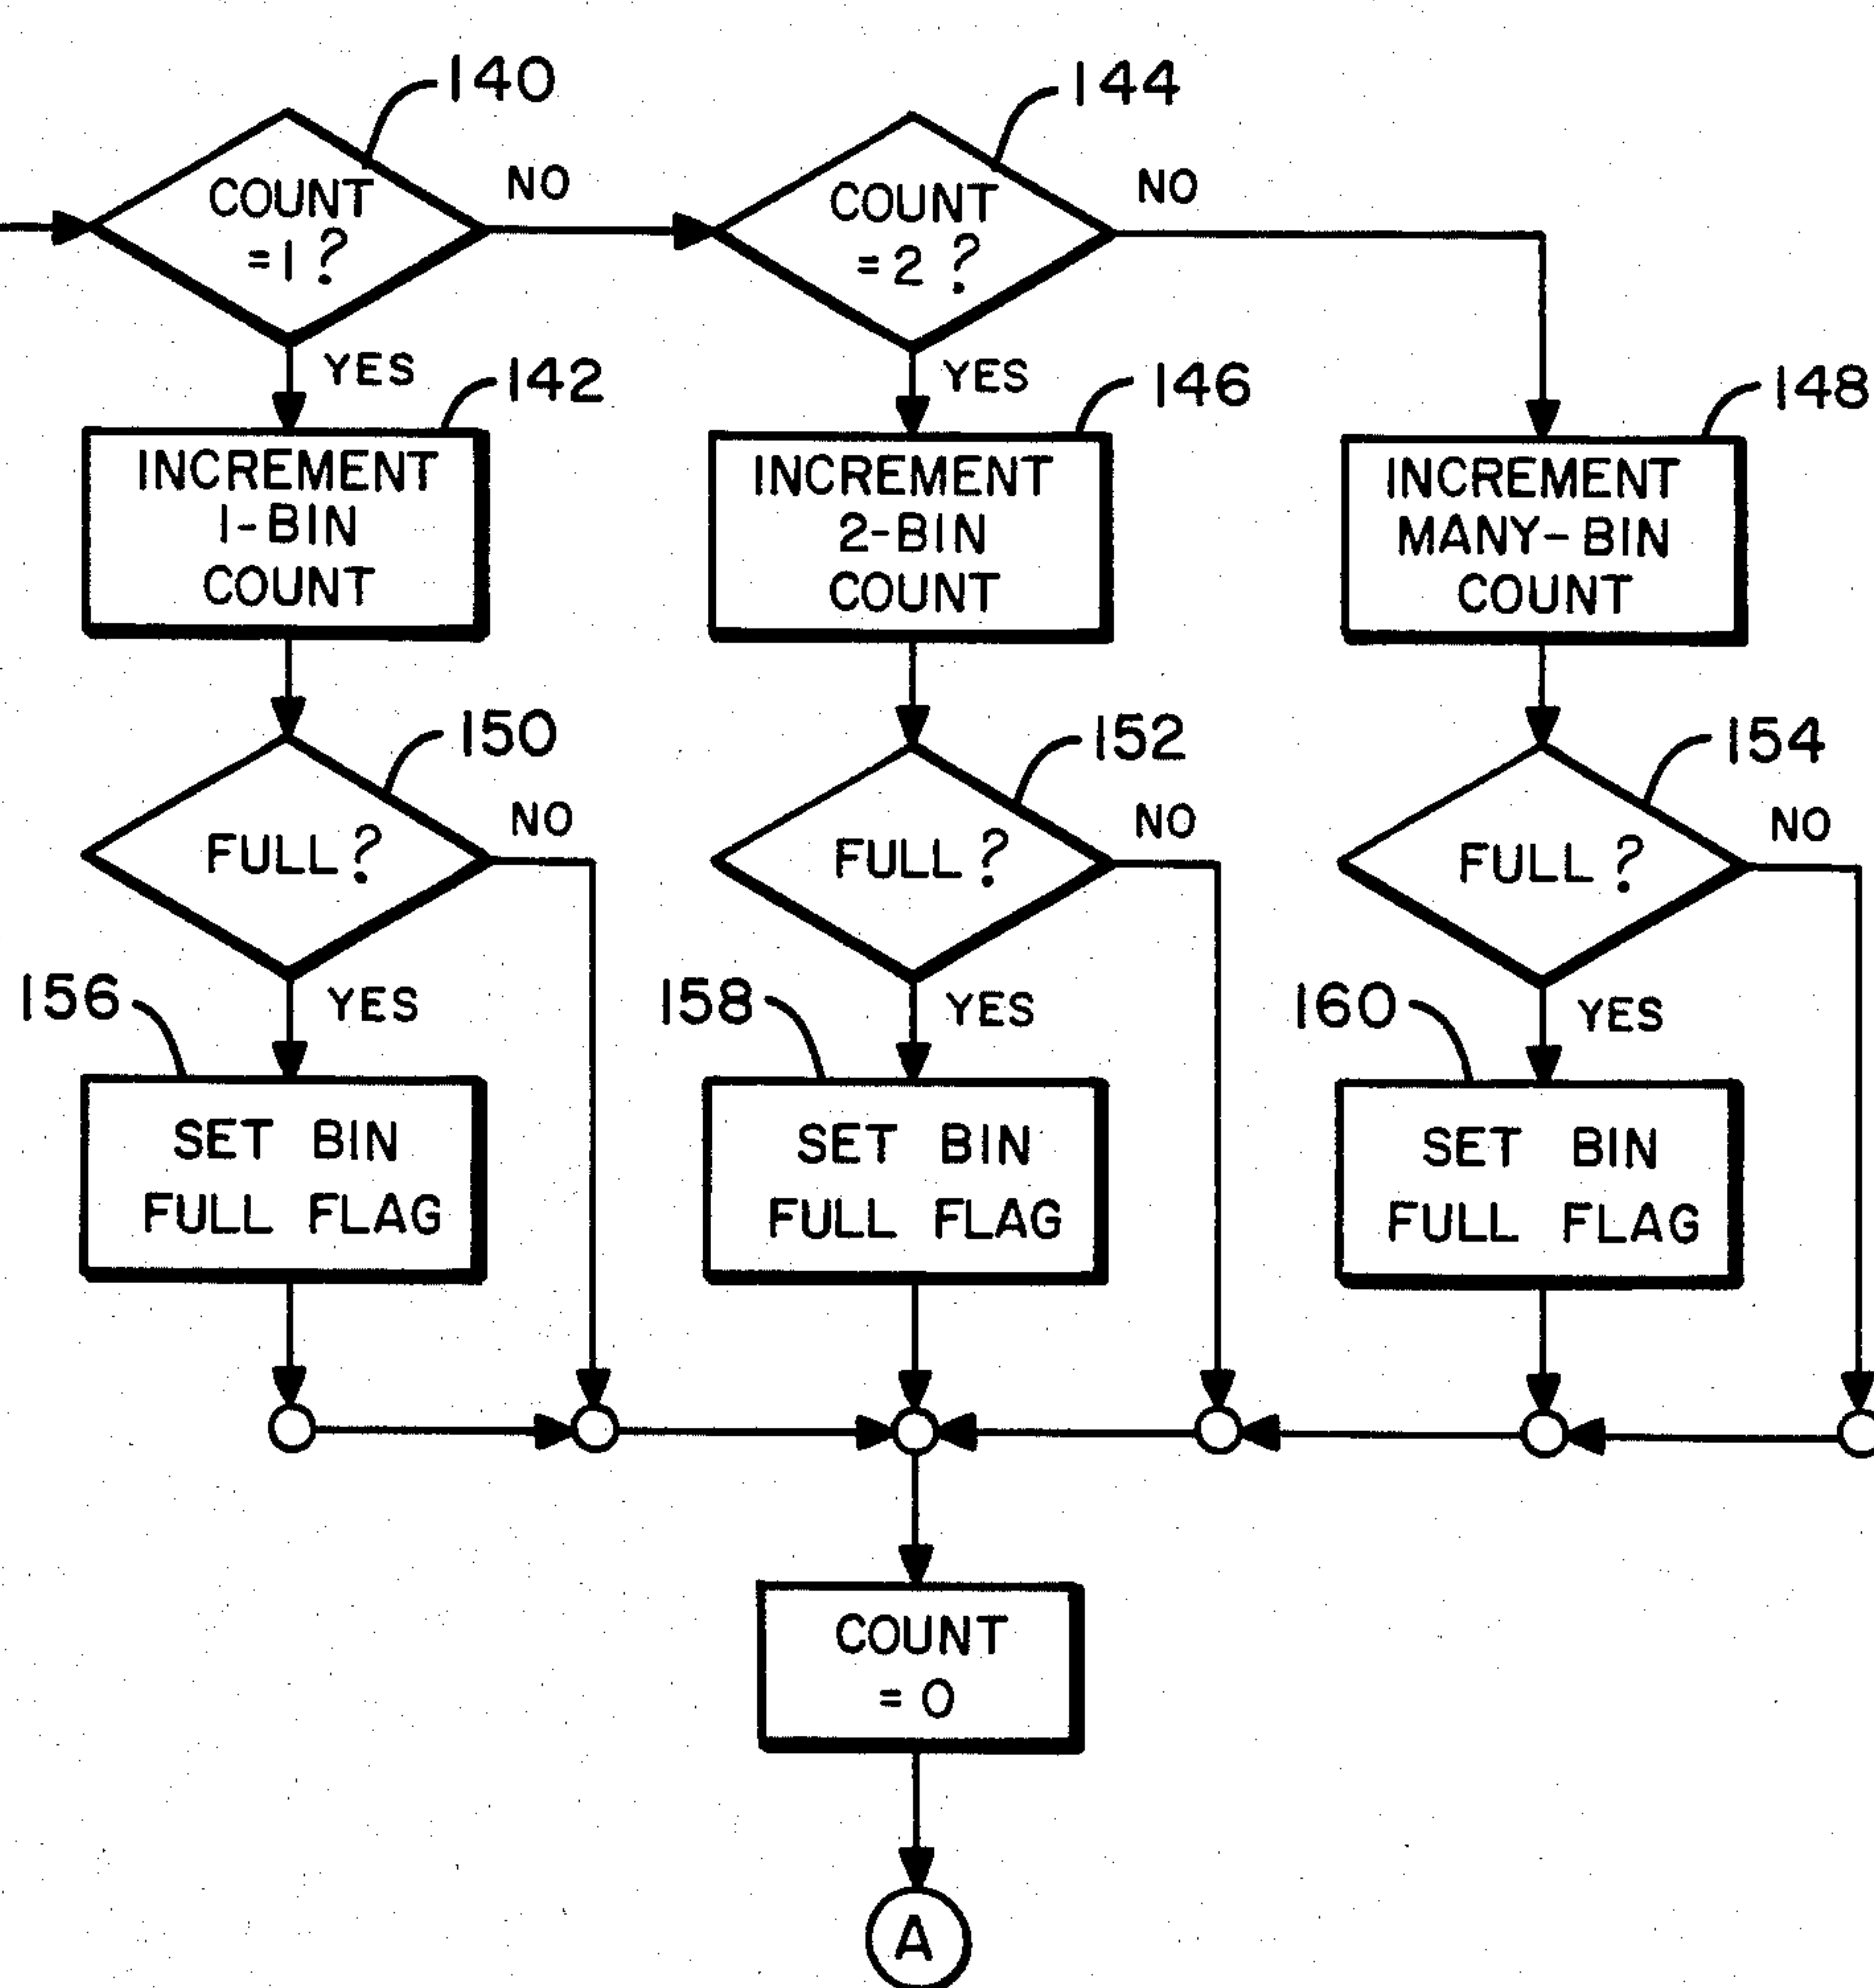 140
COUNT
=1?
NO
144
COUNT
=2?
NO
YES
142
YES
146
148
INCREMENT
1-BIN
COUNT
INCREMENT
2-BIN
COUNT
INCREMENT
MANY-BIN
COUNT
150
FULL?
NO
152
FULL?
NO
154
FULL?
NO
156
YES
158
YES
160
YES
SET BIN
FULL FLAG
SET BIN
FULL FLAG
SET BIN
FULL FLAG
COUNT
=0
A